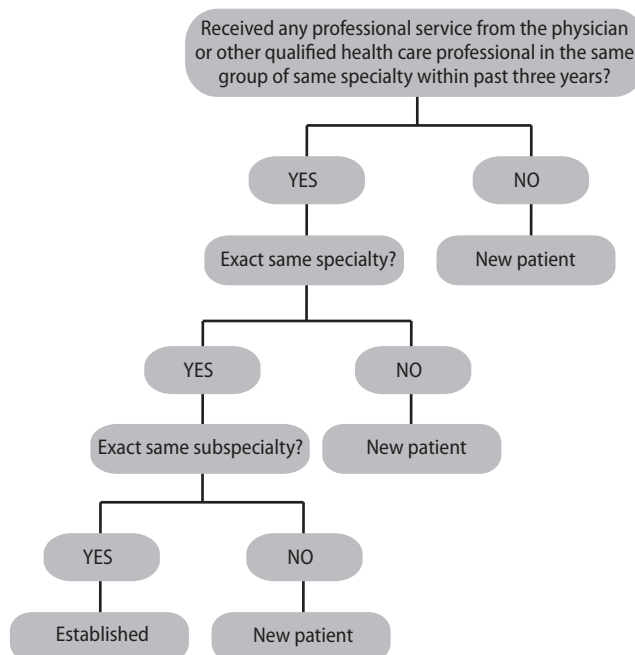 Received any professional service from the physician
or other qualified health care professional in the same
group of same specialty within past three years?
YES
NO
Exact same specialty?
New patient
YES
NO
Exact same subspecialty?
New patient
YES
NO
Established
New patient